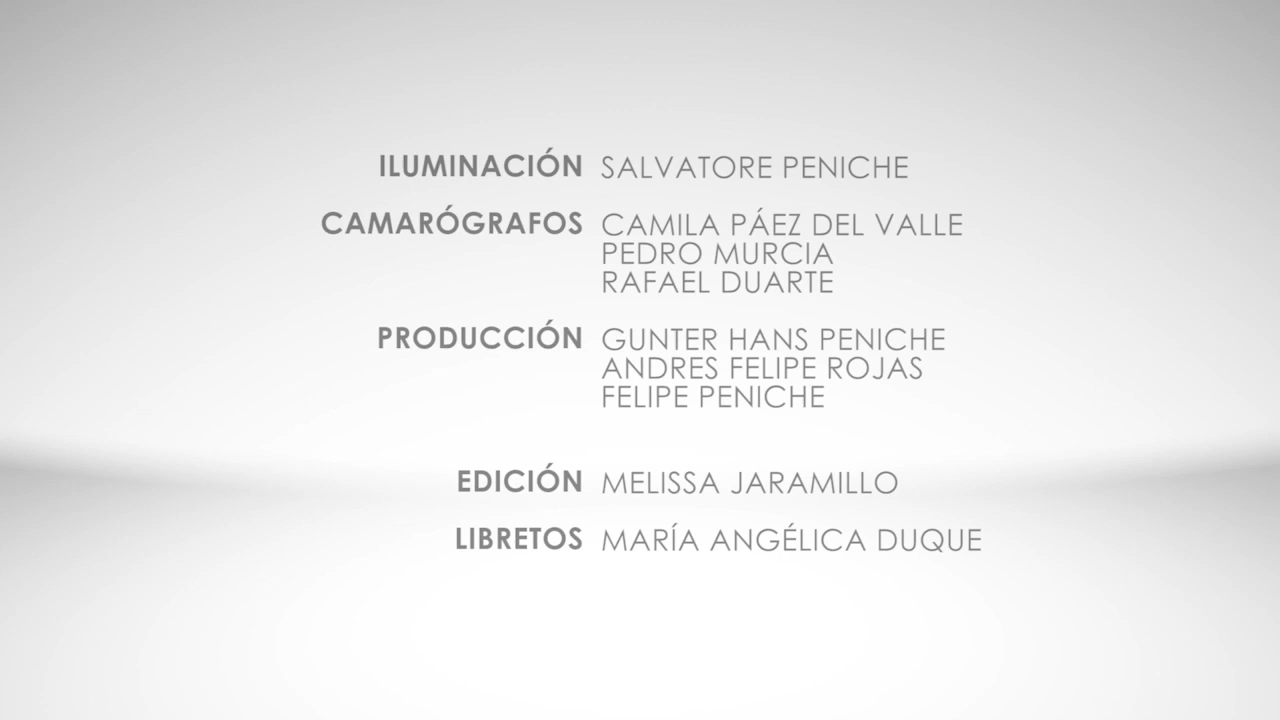 ILUMINACIÓN SALVATORE PENICHE
CAMARÓGRAFOS CAMILA PÁEZ DEL VALLE
PEDRO MURCIA
RAFAEL DUARTE
PRODUCCIÓN GUNTER HANS PENICHE
ANDRES FELIPE ROJAS
FELIPE PENICHE
EDICIÓN MELISSA JARAMILLO
LIBRETOS MARÍA ANGÉLICA DUQUE